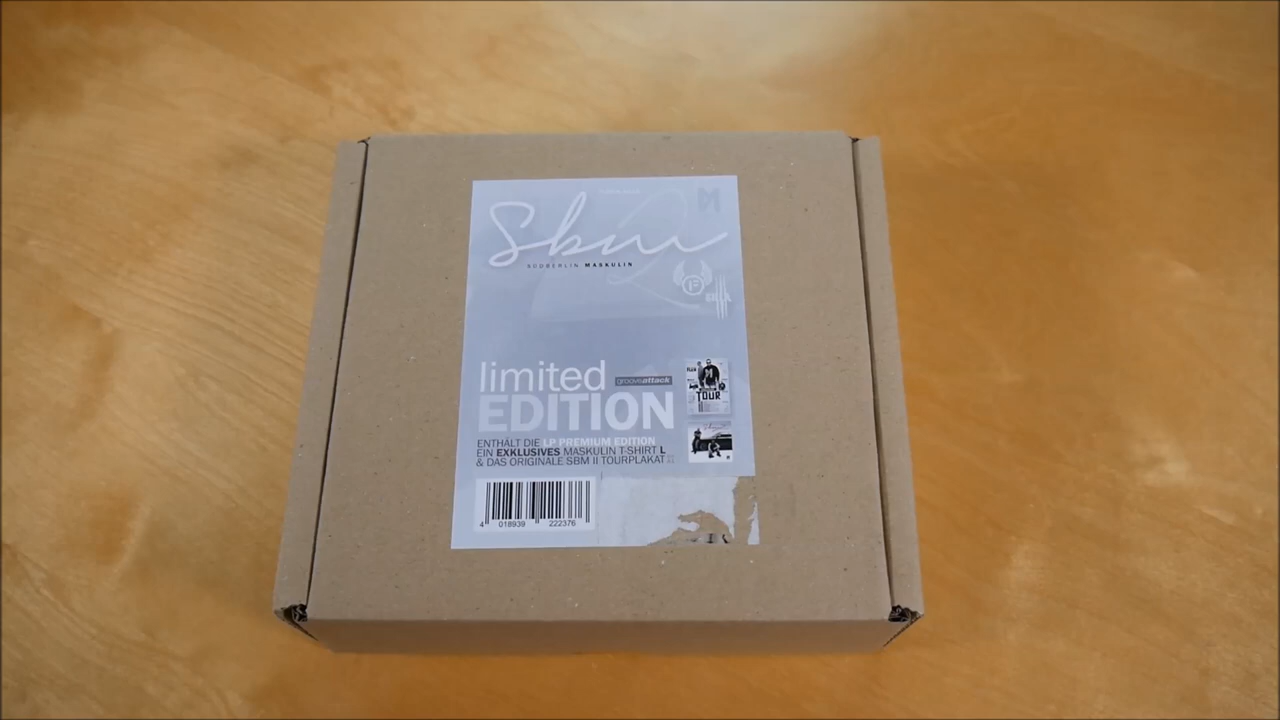 Sbm
SÜDBERLIN MASKULIN
limited
grooveattack
EDITION
TOUR
ENTHÄLT DIE LP PREMIUM EDITION
EIN EXKLUSIVES MASKULIN T-SHIRT L
& DAS ORIGINALE SBM II TOURPLAKAT
4 018939 222376